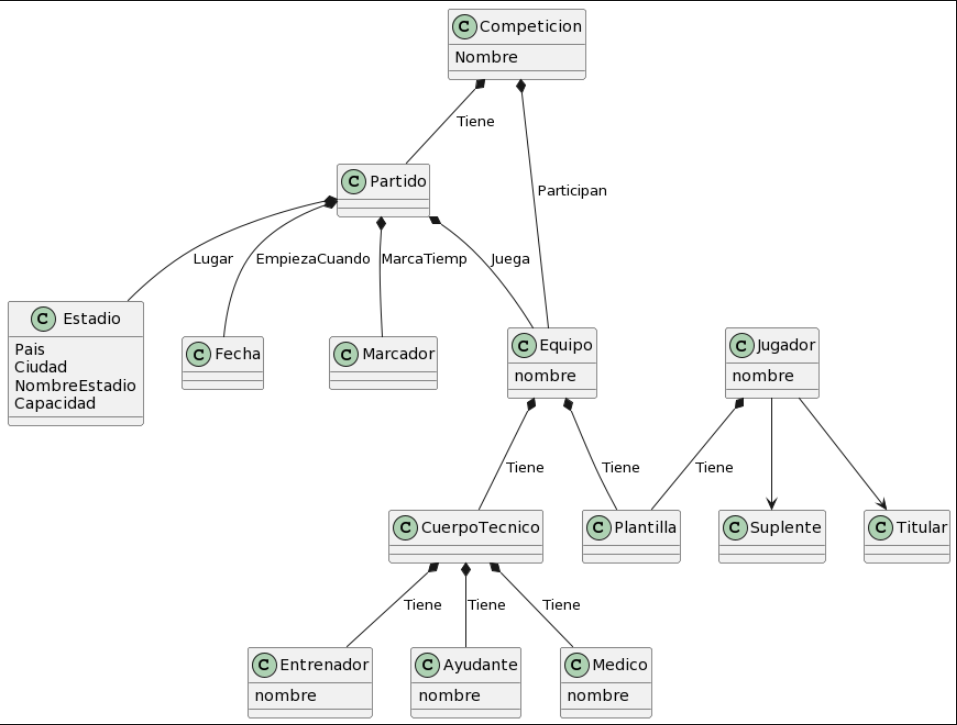 C Competicion
Nombre
Tiene
Participan
C Partido
Lugar
EmpiezaCuando
MarcaTiemp
Juega
C Estadio
Pais
Ciudad
NombreEstadio
Capacidad
C Fecha
C Marcador
C Equipo
nombre
C Jugador
nombre
Tiene
Tiene
Tiene
C CuerpoTecnico
C Plantilla
C Suplente
C Titular
Tiene
Tiene
Tiene
C Entrenador
nombre
C Ayudante
nombre
C Medico
nombre